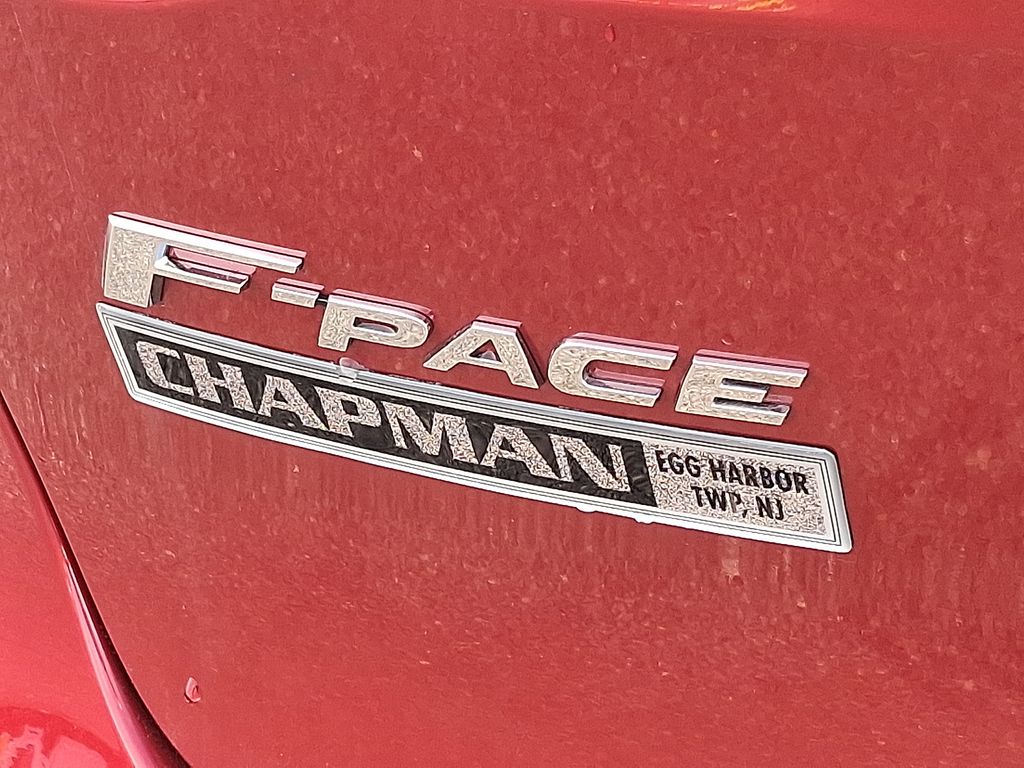 F-PACE
CHAPMAN
EGG HARBOR
TWP, NJ